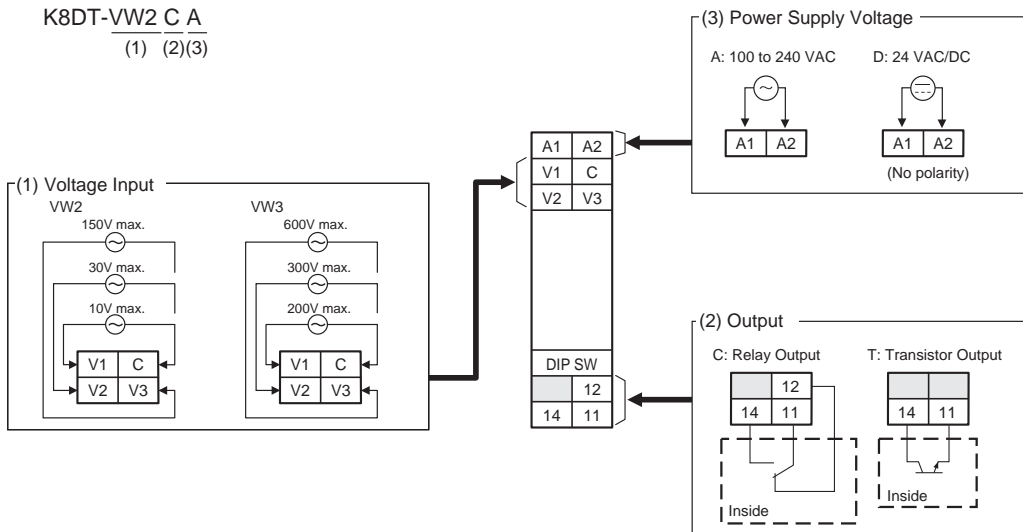 K8DT-VW2 C A
(1) (2)(3)
(3) Power Supply Voltage
A: 100 to 240 VAC D: 24 VAC/DC
A1 A2 A1 A2
(No polarity)
A1 A2
V1 C
V2 V3
DIP SW
12
14 11
(1) Voltage Input
VW2 VW3
150V max. 600V max.
30V max. 300V max.
10V max. 200V max.
V1 C V1 C
V2 V3 V2 V3
(2) Output
C: Relay Output T: Transistor Output
12
14 11 14 11
Inside Inside